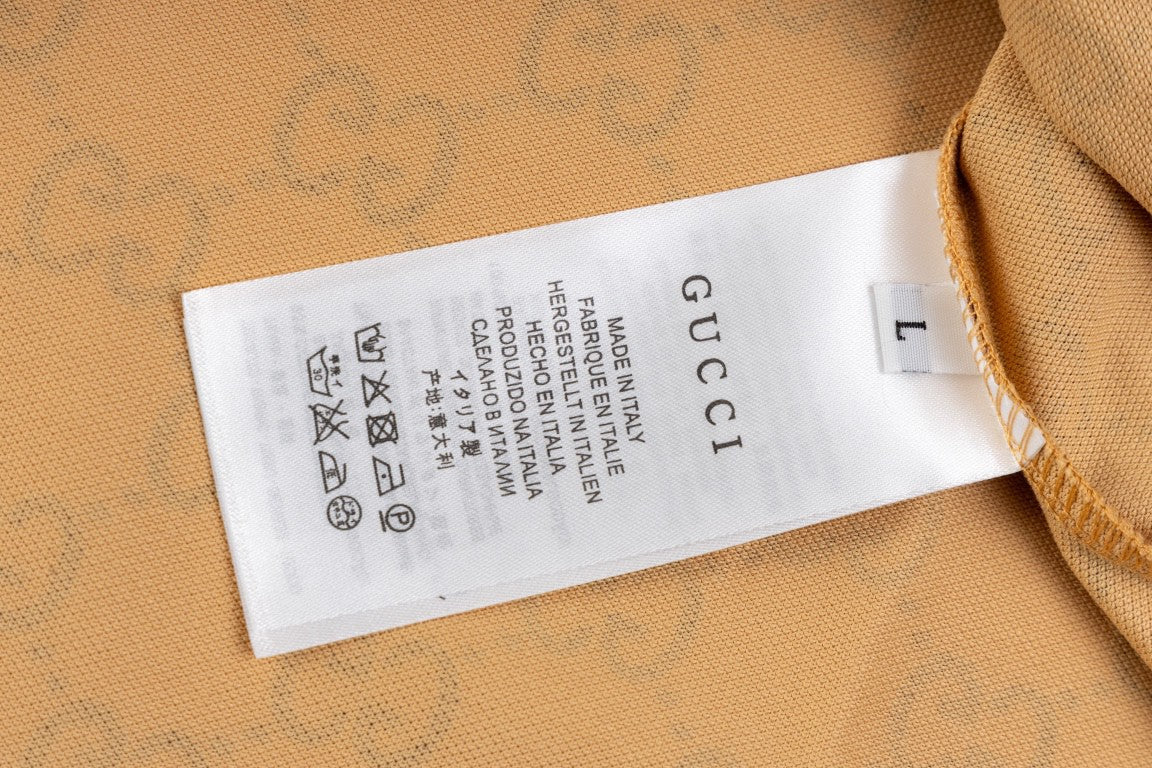 GUCCI
L
MADE IN ITALY
FABRIQUE EN ITALIE
HERGESTELLT IN ITALIEN
HECHO EN ITALIA
PRODUZIDO NA ITALIA
СДЕЛАНО В ИТАЛИИ
イタリア製
产地:意大利
P
30